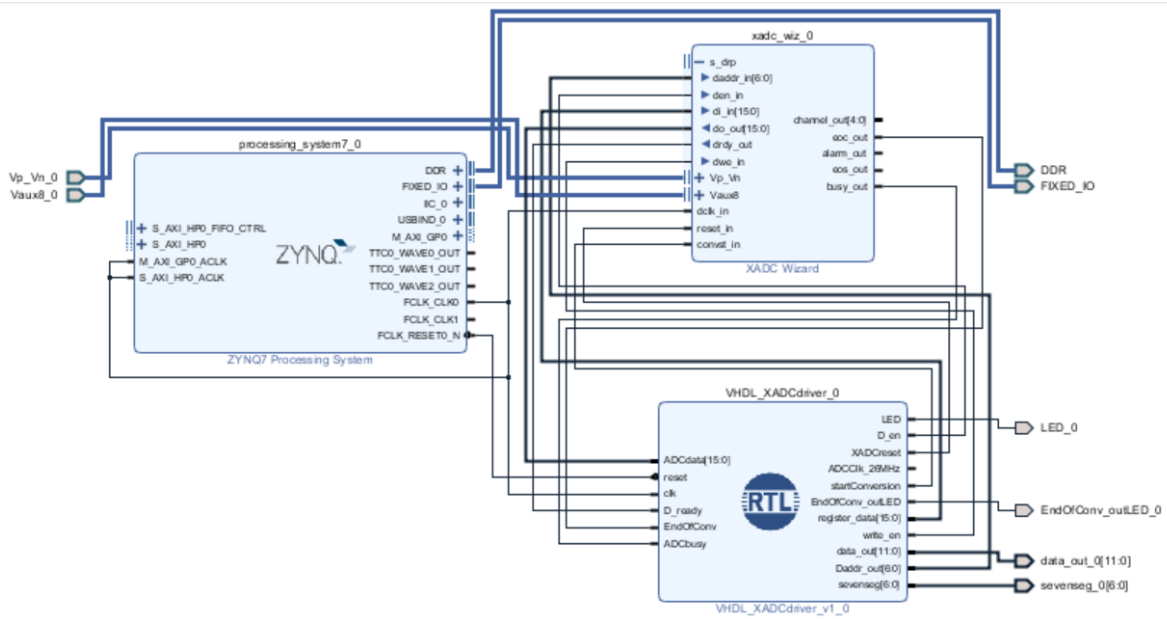 xadc_wiz_0
s_drp
daddr_in[6:0]
den_in
di_in[15:0]
do_out[15:0]
drdy_out
dwe_in
Vp_Vn
Vaux8
dclk_in
reset_in
convst_in
channel_out[4:0]
eoc_out
alarm_out
eos_out
busy_out
XADC Wizard
processing_system7_0
Vp_Vn_0
Vaux8_0
S_AXI_HP0_FIFO_CTRL
S_AXI_HP0
M_AXI_GP0_ACLK
S_AXI_HP0_ACLK
ZYNQ
DDR
FIXED_IO
IIC_0
USBIND_0
M_AXI_GP0
TTC0_WAVE0_OUT
TTC0_WAVE1_OUT
TTC0_WAVE2_OUT
FCLK_CLK0
FCLK_CLK1
FCLK_RESET0_N
ZYNQ7 Processing System
DDR
FIXED_IO
VHDL_XADCdriver_0
ADCdata[15:0]
reset
clk
D_ready
EndOfConv
ADCbusy
RTL
LED
D_en
XADCreset
ADCClk_26MHz
startConversion
EndOfConv_outLED
register_data[15:0]
write_en
data_out[11:0]
Daddr_out[6:0]
sevenseg[6:0]
VHDL_XADCdriver_v1_0
LED_0
EndOfConv_outLED_0
data_out_0[11:0]
sevenseg_0[6:0]